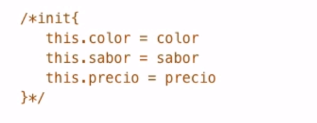 /*init{
this.color = color
this.sabor = sabor
this.precio = precio
}*/